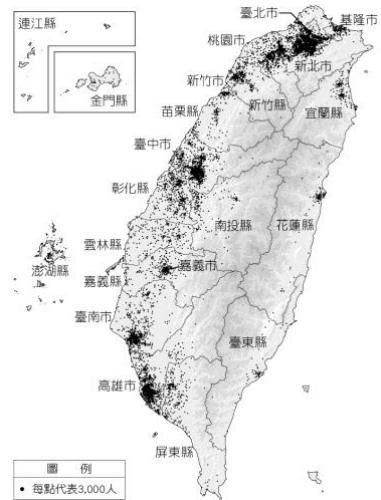 連江縣
金門縣
臺北市
基隆市
桃園市
新北市
新竹市
新竹縣
宜蘭縣
苗栗縣
臺中市
彰化縣
南投縣
花蓮縣
雲林縣
澎湖縣
嘉義市
嘉義縣
臺南市
臺東縣
高雄市
屏東縣
圖 例
• 每點代表3,000人